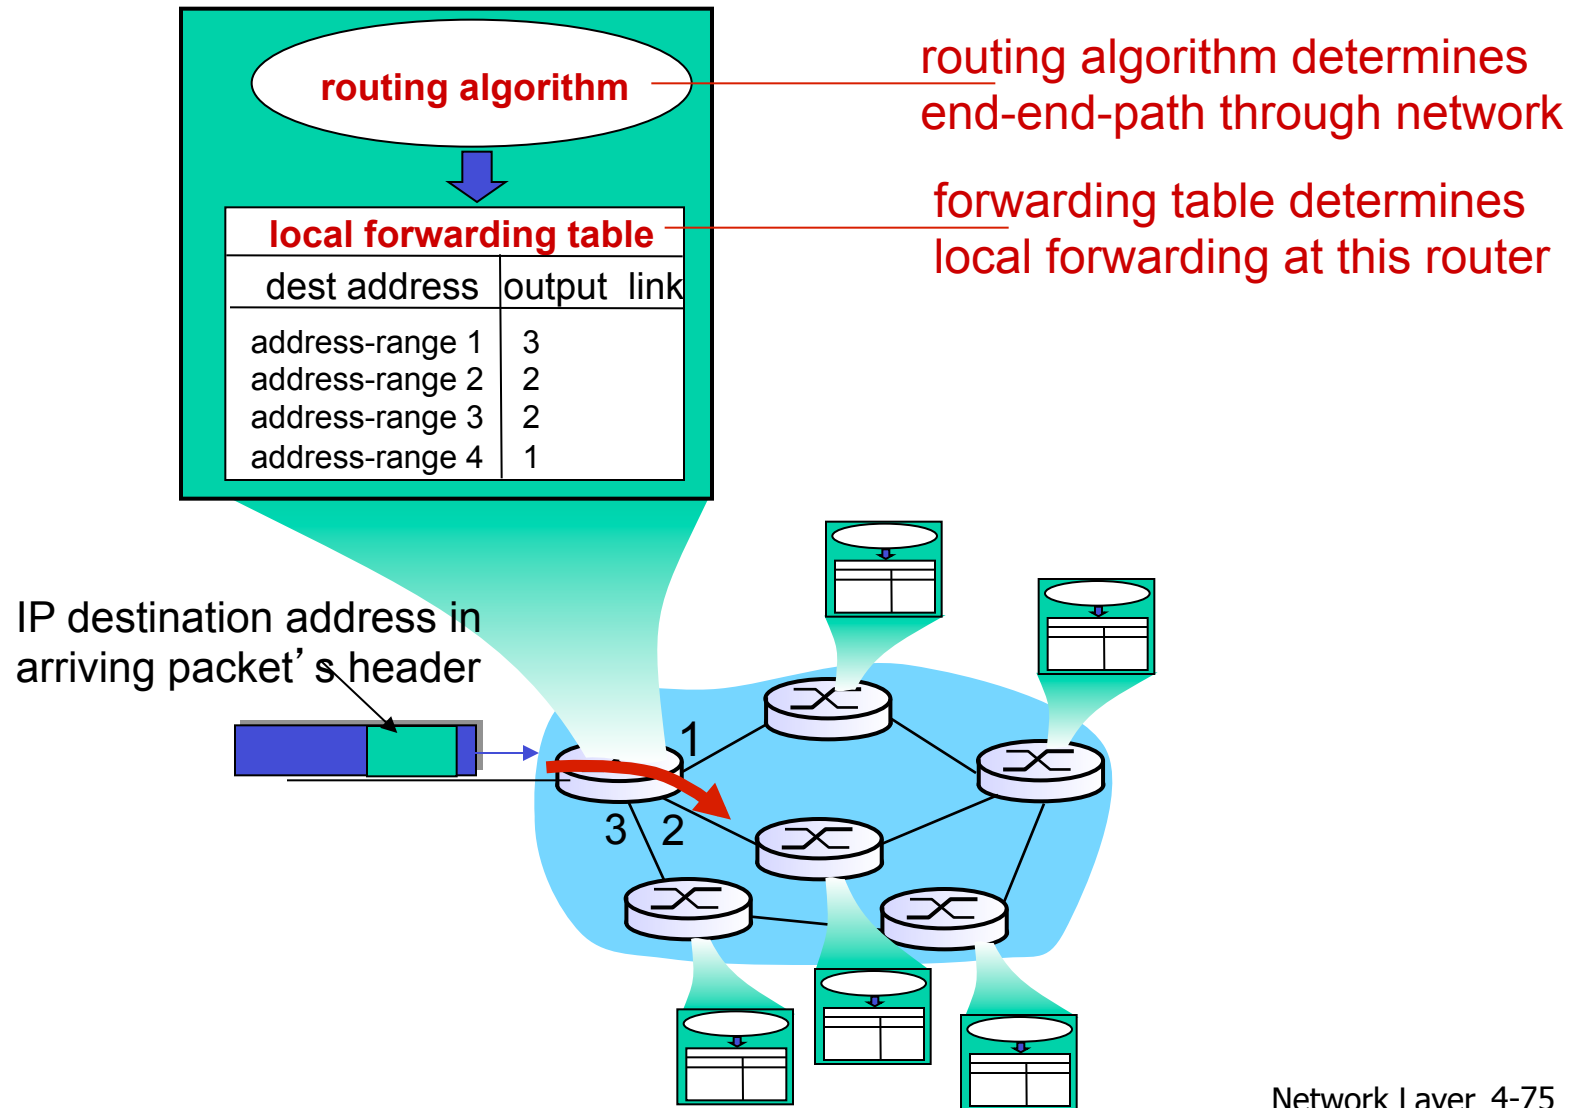 routing algorithm
routing algorithm determines
end-end-path through network
local forwarding table
forwarding table determines
local forwarding at this router
dest address output link
address-range 1 3
address-range 2 2
address-range 3 2
address-range 4 1
IP destination address in
arriving packet’s header
1
3 2
Network Layer 4-75